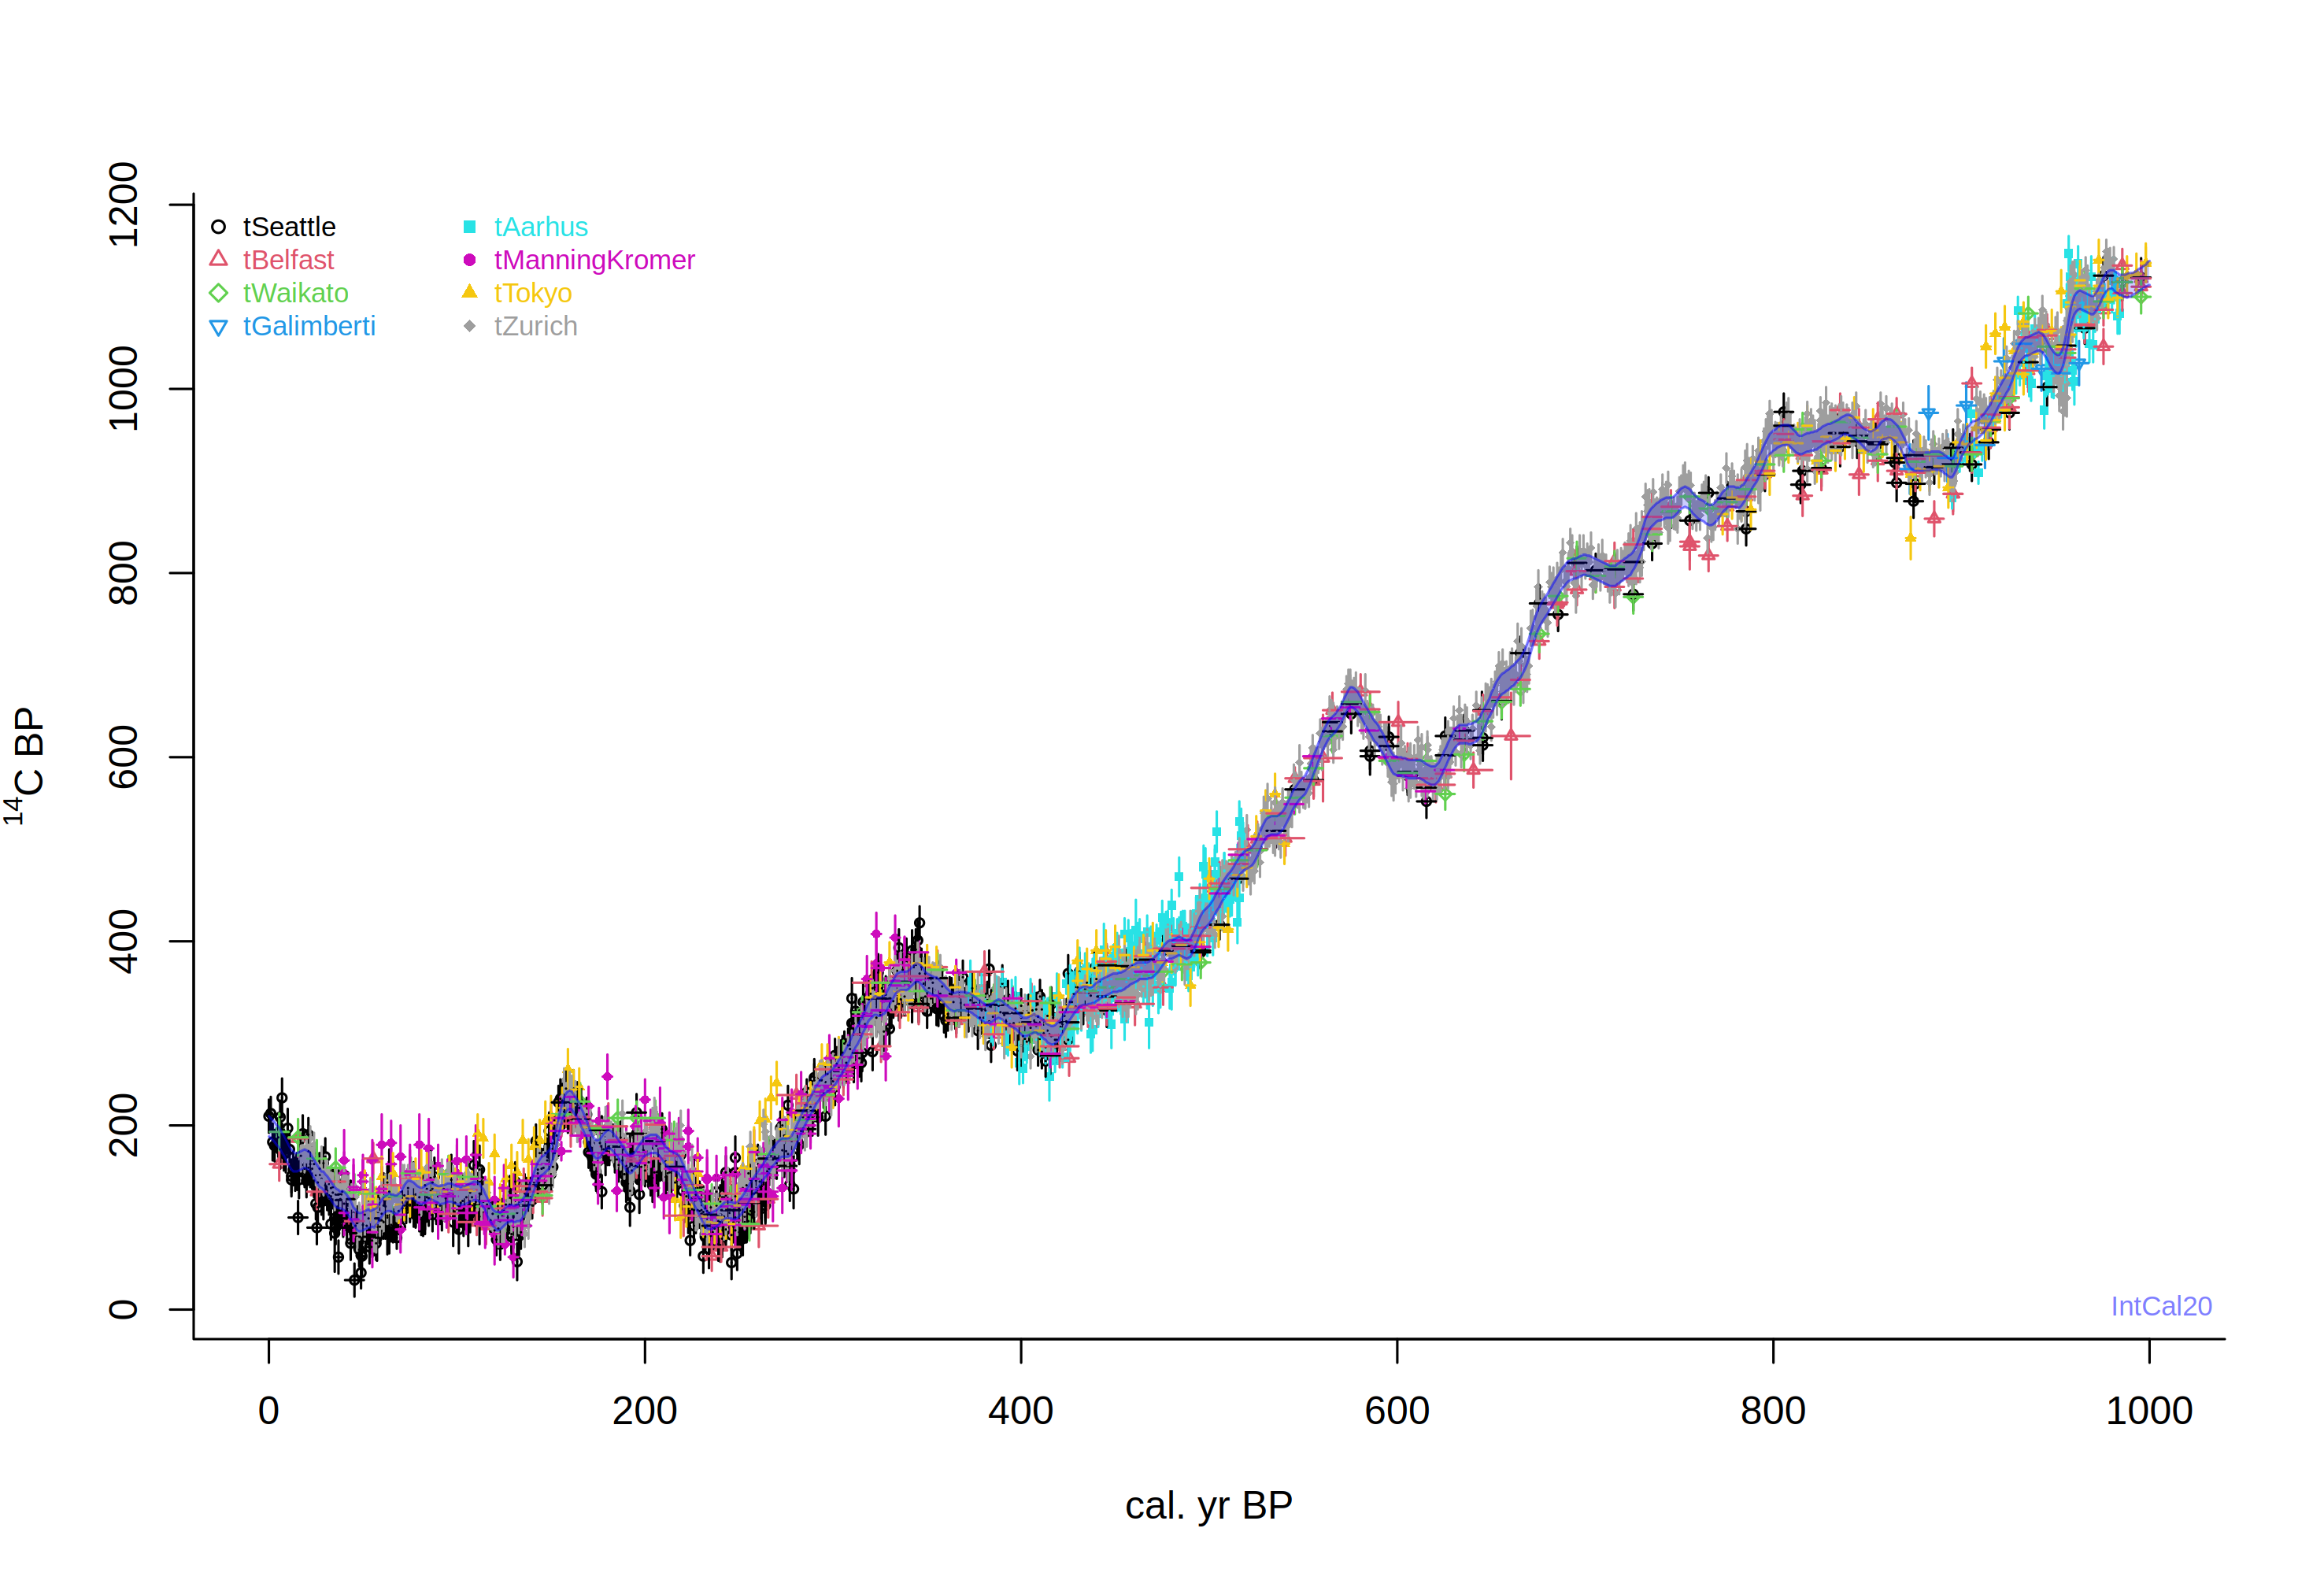 1200
1000
800
600
400
200
0
14C BP
tSeattle
tBelfast
tWaikato
tGalimberti
tAarhus
tManningKromer
tTokyo
tZurich
IntCal20
0 200 400 600 800 1000
cal. yr BP